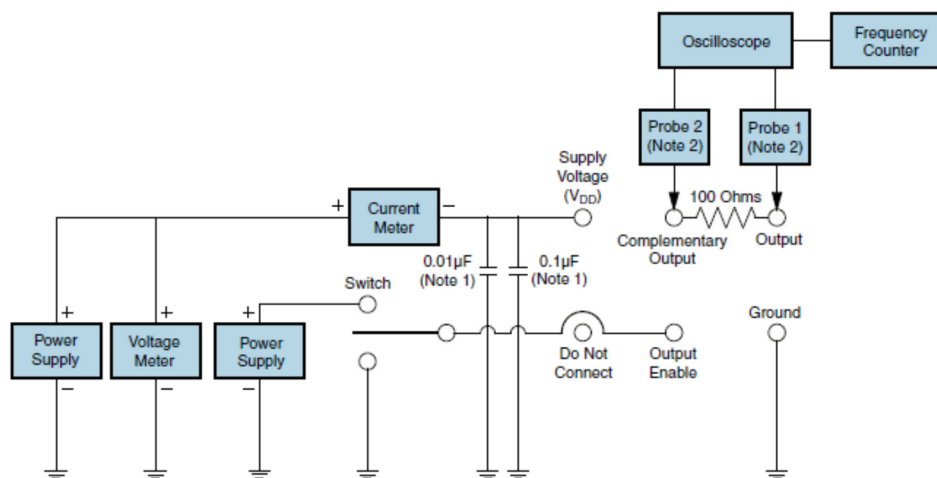 Oscilloscope
Frequency
Counter
Probe 2
(Note 2)
Probe 1
(Note 2)
Supply
Voltage
(VDD)
100 Ohms
+
Current
Meter
−
Complementary
Output
Output
0.01µF
(Note 1)
0.1µF
(Note 1)
Switch
Ground
+
+
+
Power
Supply
Voltage
Meter
Power
Supply
Do Not
Connect
Output
Enable
−
−
−